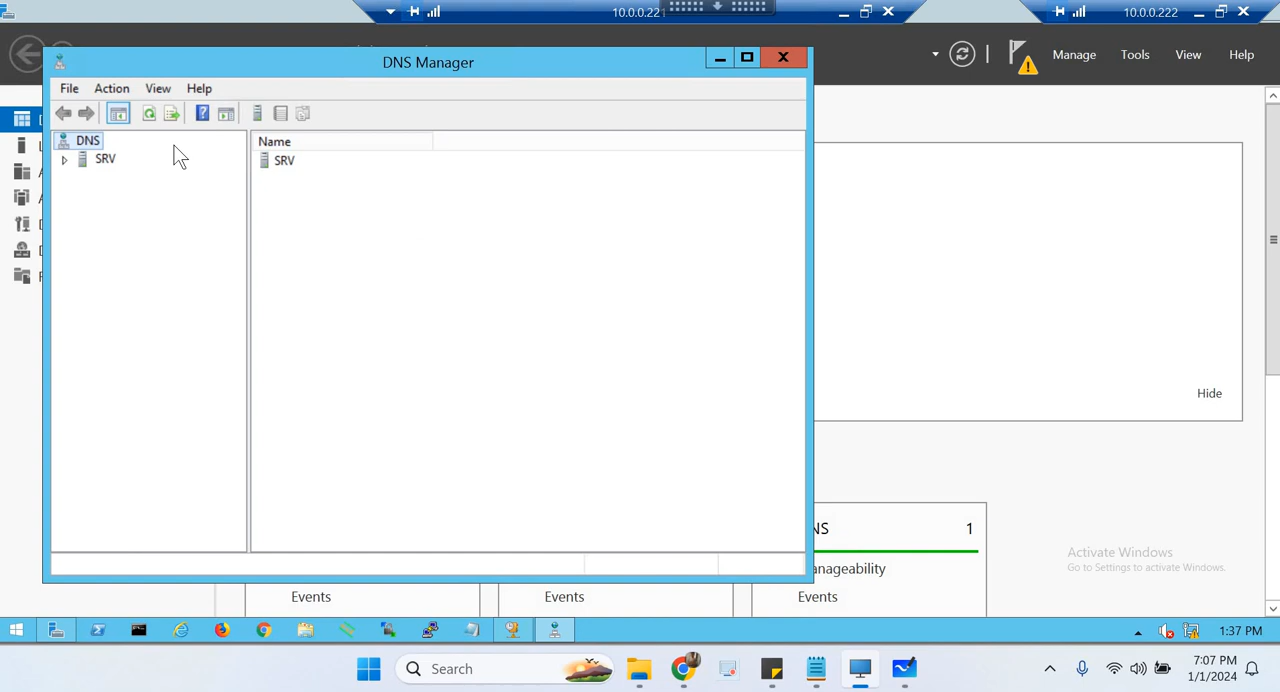 10.0.0.221
10.0.0.222
DNS Manager
Manage
Tools
View
Help
File
Action
View
Help
DNS
SRV
Name
SRV
Hide
NS
1
anageability
Events
Events
Events
Activate Windows
Go to Settings to activate Windows.
1:37 PM
Search
7:07 PM
1/1/2024